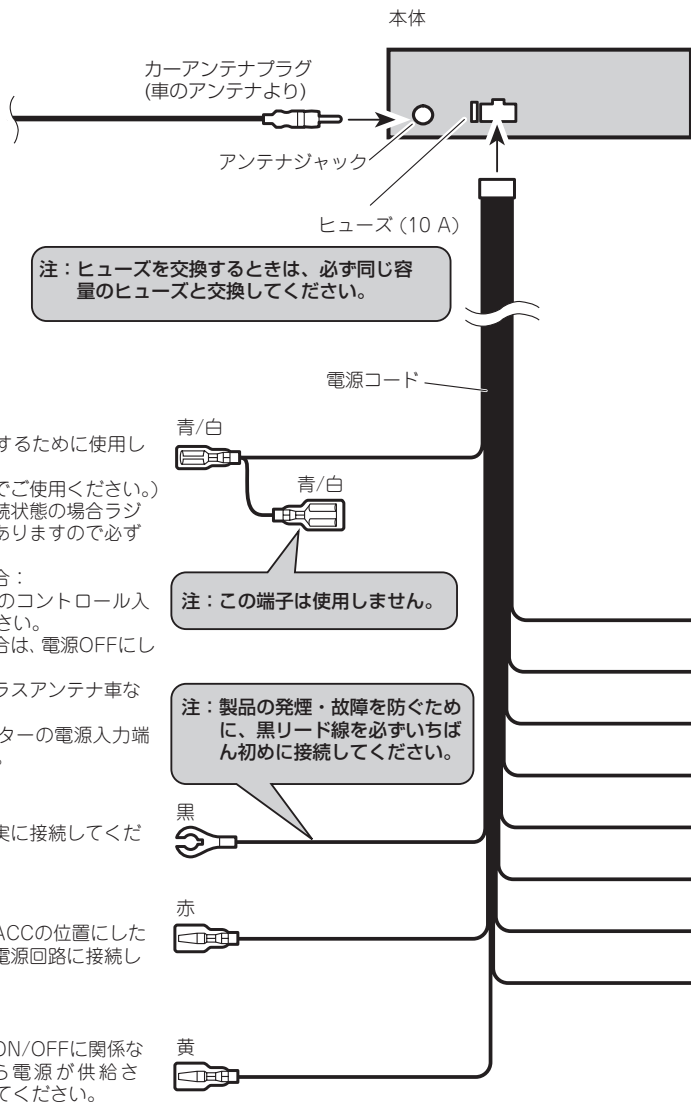 本体
カーアンテナプラグ
(車のアンテナより)
アンテナジャック
ヒューズ (10 A)
注：ヒューズを交換するときは、必ず同じ容
量のヒューズと交換してください。
電源コード
青/白
するために使用し
でご使用ください。)
青/白
続状態の場合ラジ
ありますので必ず
合：
のコントロール入
さい。
合は、電源OFFにし
注：この端子は使用しません。
ラスアンテナ車な
ターの電源入力端
。
注：製品の発煙・故障を防ぐため
に、黒リード線を必ずいちば
ん初めに接続してください。
黒
実に接続してくだ
赤
ACCの位置にした
電源回路に接続し
黄
ON/OFFに関係な
ら電源が供給さ
てください。